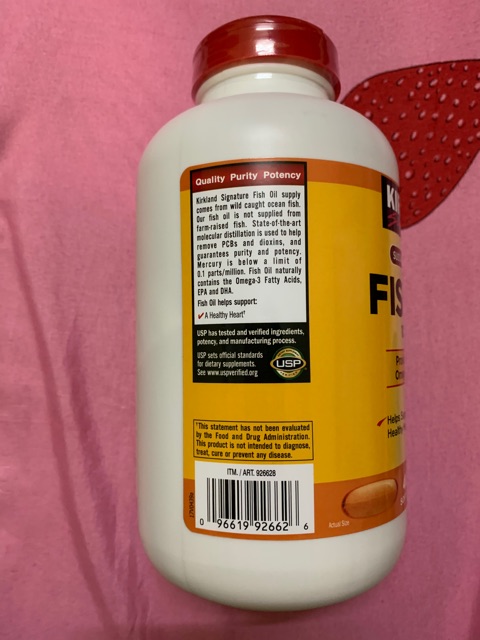 Quality Purity Potency
Kirkland Signature Fish Oil supply
comes from wild caught ocean fish.
Our fish oil is not supplied from
farm-raised fish. State-of-the-art
molecular distillation is used to help
remove PCBs and dioxins, and
guarantees purity and potency.
Mercury is below a limit of
0.1 parts/million. Fish Oil naturally
contains the Omega-3 Fatty Acids,
EPA and DHA.
Fish Oil helps support:
✓ A Healthy Heart†
USP has tested and verified ingredients,
potency, and manufacturing process.
USP sets official standards
for dietary supplements.
See www.uspverified.org
USP
†This statement has not been evaluated
by the Food and Drug Administration.
This product is not intended to diagnose,
treat, cure or prevent any disease.
ITM. / ART. 926626
0 96619 92662 6
FIS
Helps
Actual Size